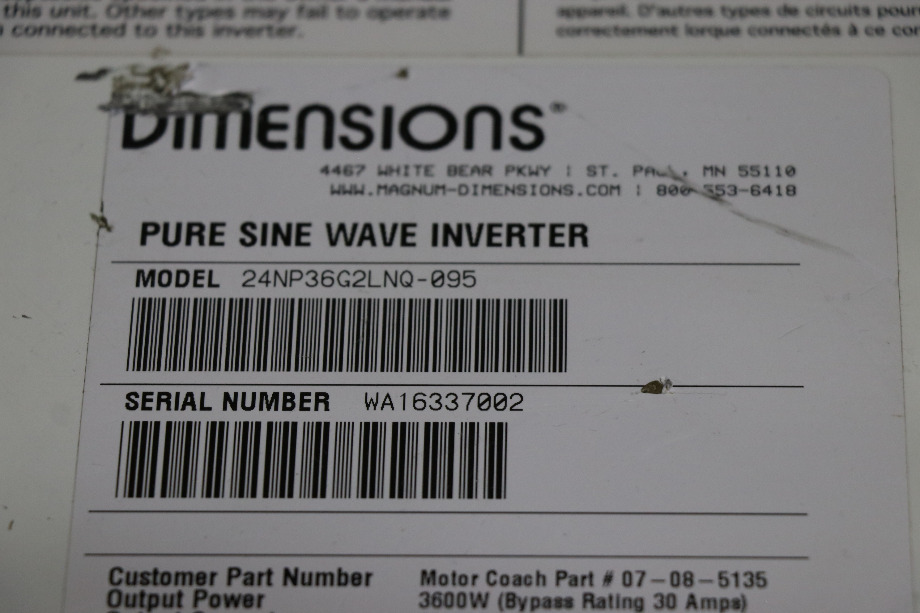 this unit. Other types may fail to operate
connected to this inverter.
appareil. D'autres types de circuits pour
correctement lorque connectés à ce
DIMENSIONS®
4467 WHITE BEAR PKWY | ST. MN 55110
WWW.MAGNUM-DIMENSIONS.COM | 800 553-6418
PURE SINE WAVE INVERTER
MODEL 24NP36G2LNQ-095
SERIAL NUMBER WA16337002
Customer Part Number Motor Coach Part # 07-08-5135
Output Power 3600W (Bypass Rating 30 Amps)